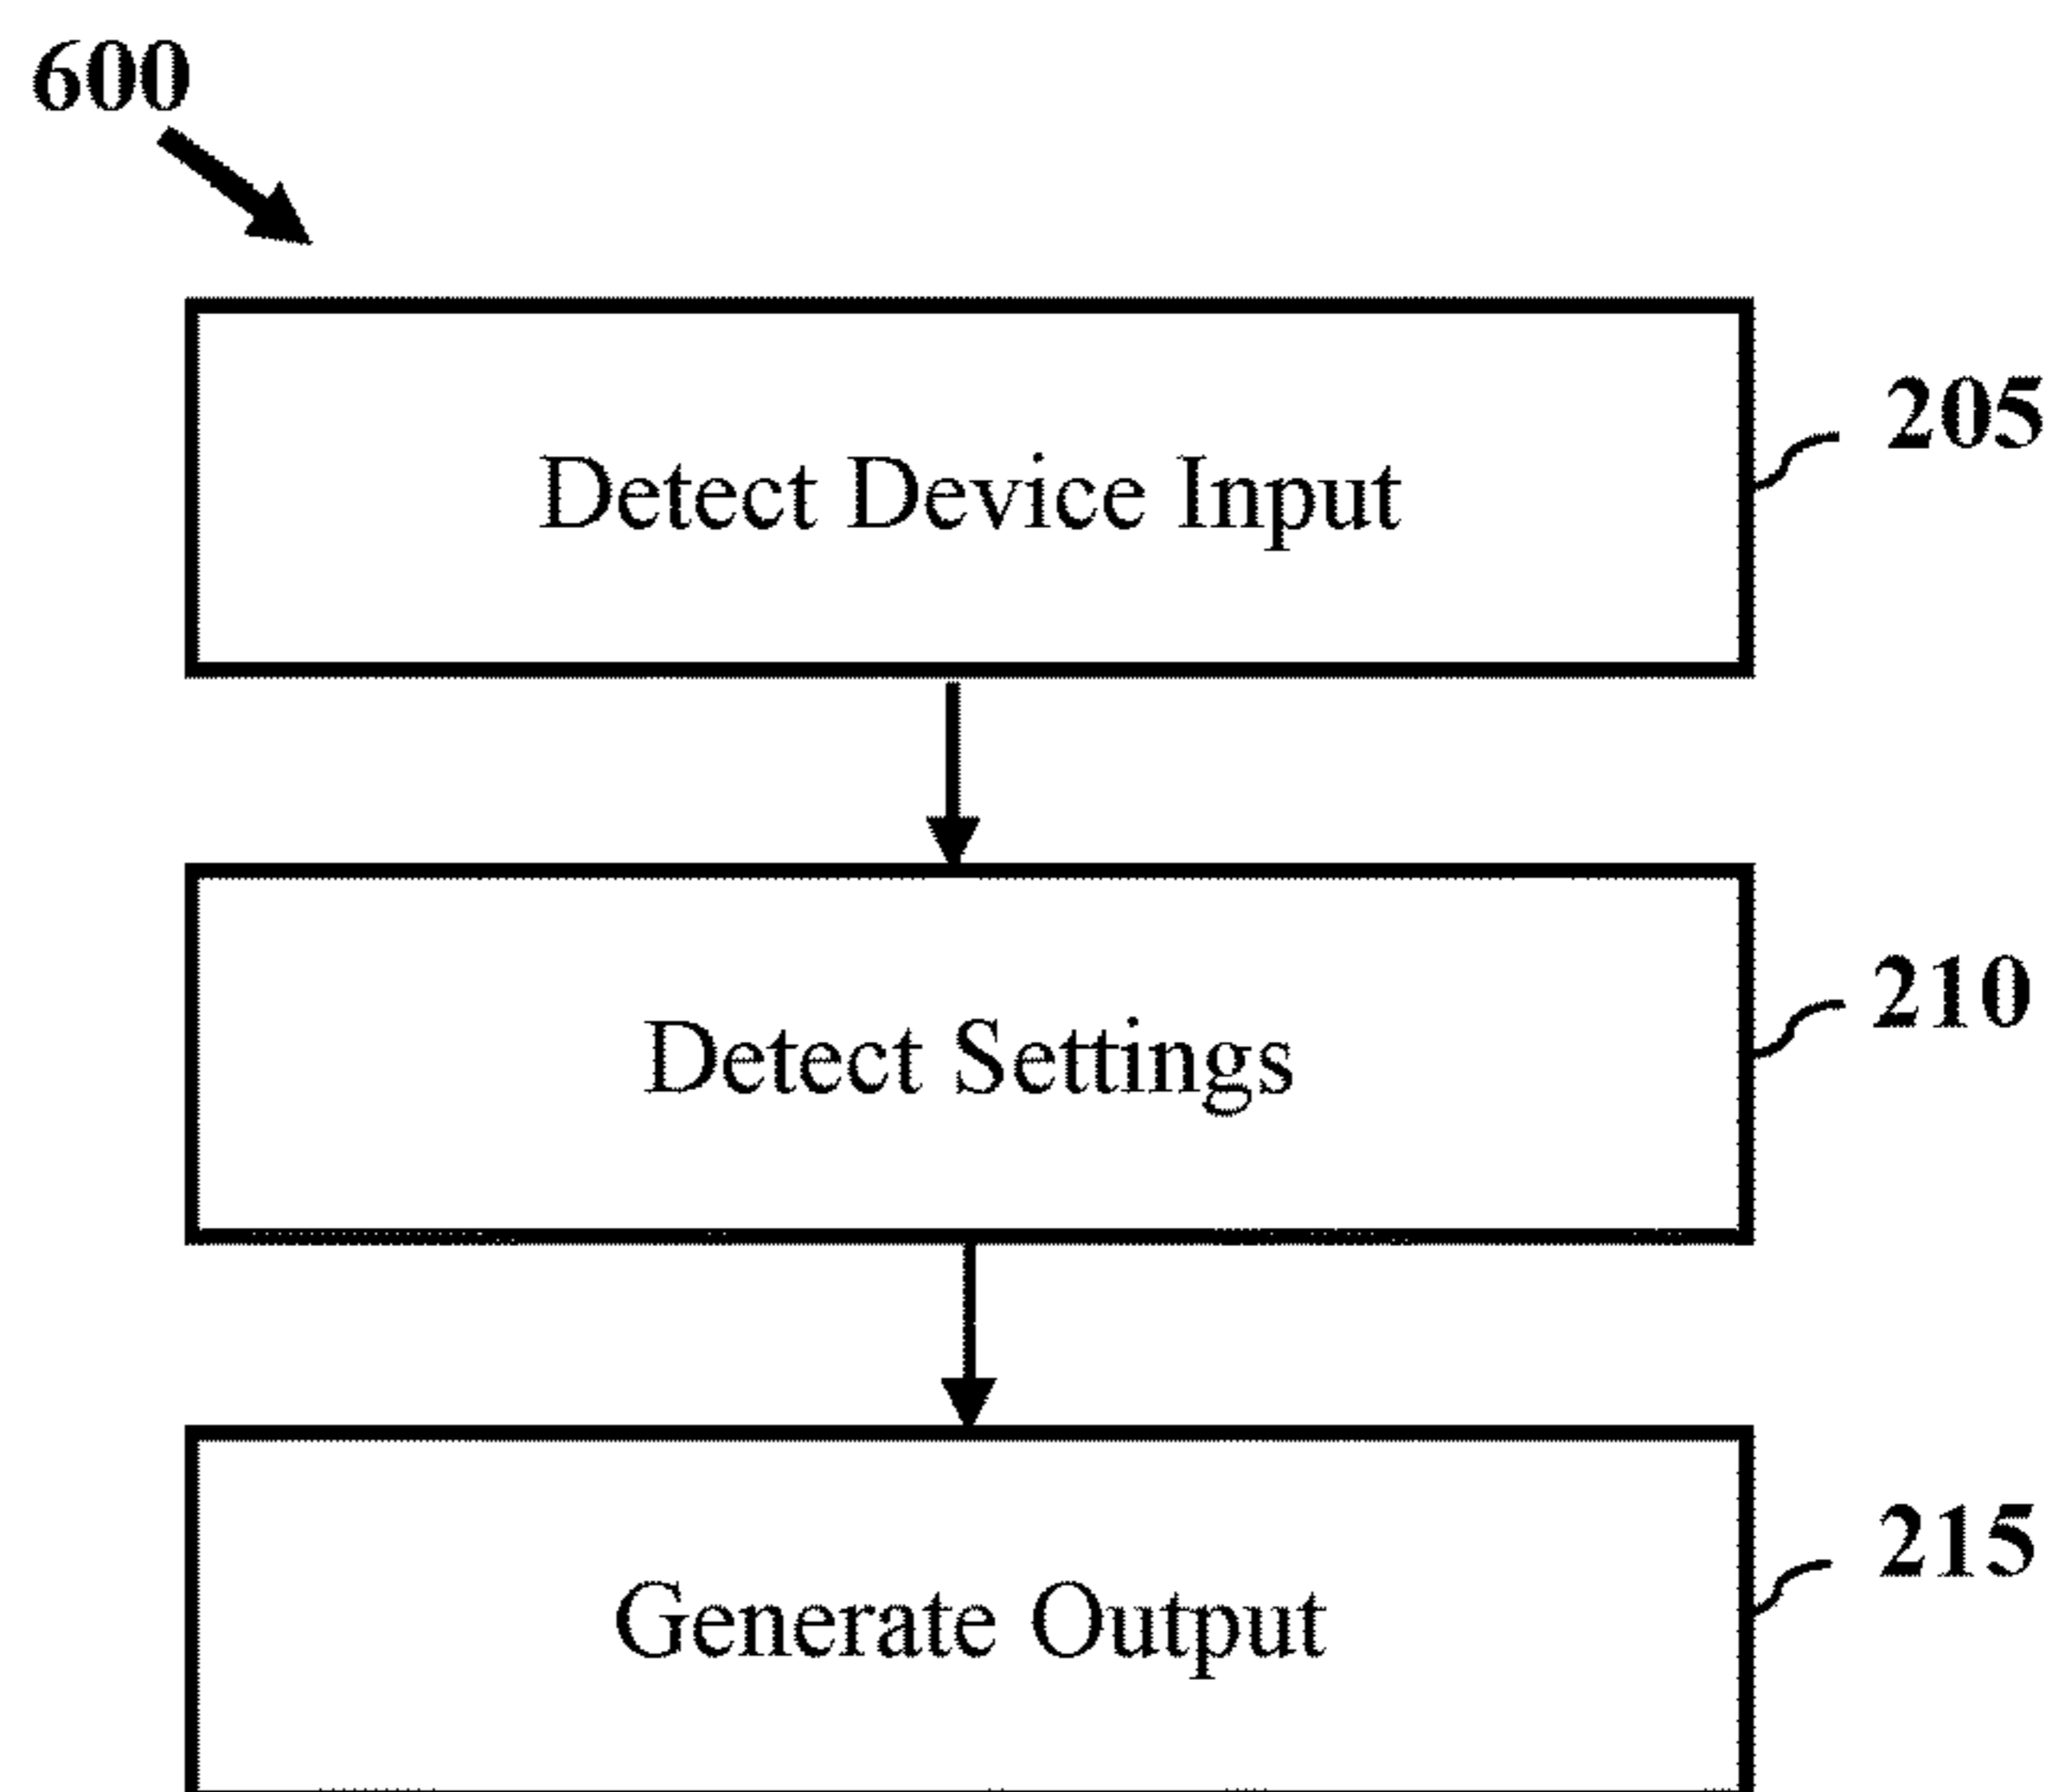 600
Detect Device Input
205
Detect Settings
210
Generate Output
215